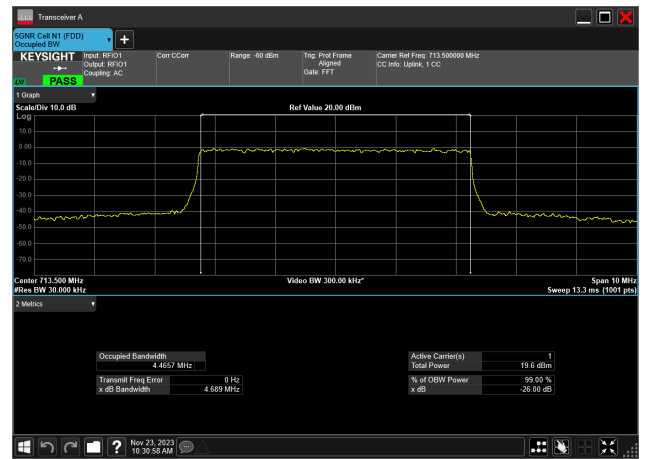 Transceiver A
5GNR Cell N1 (FDD)
Occupied BW
+
KEYSIGHT Input: RFIO1 Corr CCorr Range: -60 dBm Trig: Prot Frame Carrier Ref Freq: 713.500000 MHz
Output: RFIO1 Aligned CC Info: Uplink, 1 CC
Coupling: AC Gate: FFT
PASS
1 Graph
Scale/Div 10.0 dB Ref Value 20.00 dBm
Log
10.0
0.00
-10.0
-20.0
-30.0
-40.0
-50.0
-60.0
-70.0
Center 713.500 MHz Video BW 300.00 kHz* Span 10 MHz
#Res BW 30.000 kHz Sweep 13.3 ms (1001 pts)
2 Metrics
Occupied Bandwidth Active Carrier(s) 1
4.4657 MHz Total Power 19.6 dBm
Transmit Freq Error 0 Hz % of OBW Power 99.00 %
x dB Bandwidth 4.689 MHz x dB -26.00 dB
? Nov 23, 2023
10:30:58 AM